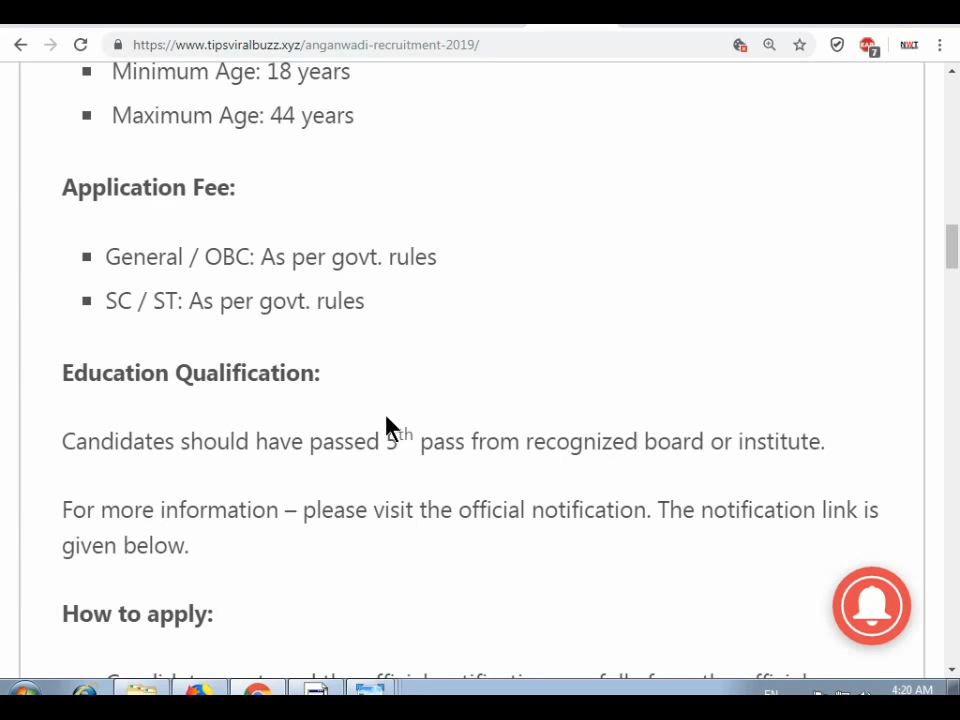 https://www.tipsviralbuzz.xyz/anganwadi-recruitment-2019/
7
Minimum Age: 18 years
Maximum Age: 44 years
Application Fee:
General / OBC: As per govt. rules
SC / ST: As per govt. rules
Education Qualification:
Candidates should have passed 5th pass from recognized board or institute.
For more information – please visit the official notification. The notification link is
given below.
How to apply:
EN
4:20 AM